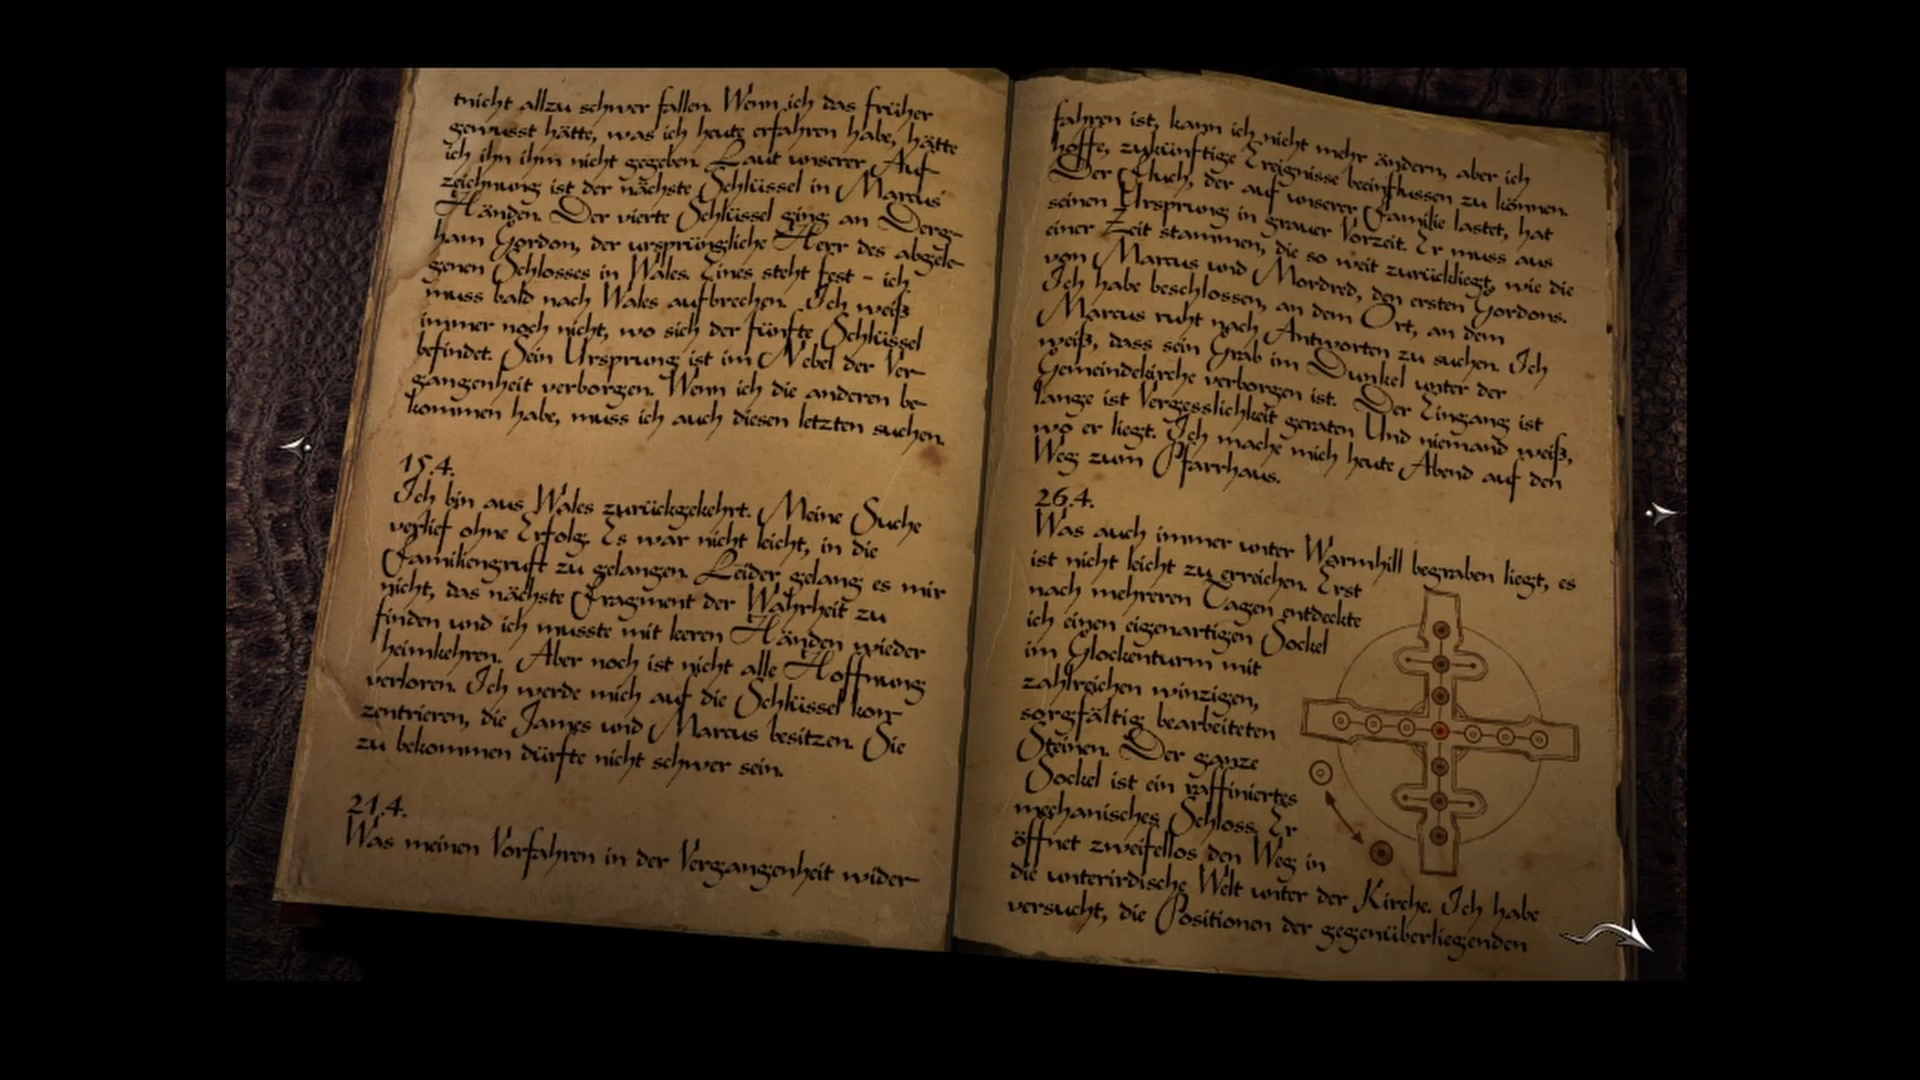 tnicht allzu schwer fallen. Wenn ich das früher
gewusst hätte, was ich heute erfahren habe, hätte
ich ihn ihm nicht gegeben. Laut unserer Auf-
zeichnung ist der nächste Schlüssel in Marcus'
Händen. Der vierte Schlüssel ging an Derg-
ham Gordon, der ursprüngliche Herr des abgele-
genen Schlosses in Wales. Eines steht fest - ich
muss bald nach Wales aufbrechen. Ich weiß
immer noch nicht, wo sich der fünfte Schlüssel
befindet. Sein Ursprung ist im Nebel der Ver-
gangenheit verborgen. Wenn ich die anderen be-
kommen habe, muss ich auch diesen letzten suchen.
15.4.
Ich bin aus Wales zurückgekehrt. Meine Suche
verlief ohne Erfolg. Es war nicht leicht, in die
Familiengruft zu gelangen. Leider gelang es mir
nicht, das nächste Fragment der Wahrheit zu
finden und ich musste mit leeren Händen wieder
heimkehren. Aber noch ist nicht alle Hoffnung
verloren. Ich werde mich auf die Schlüssel kon-
zentrieren, die James und Marcus besitzen. Sie
zu bekommen dürfte nicht schwer sein.
21.4.
Was meinen Vorfahren in der Vergangenheit wider-
fahren ist, kann ich nicht mehr ändern, aber ich
hoffe, zukünftige Ereignisse beeinflussen zu können.
Der Fluch, der auf unserer Familie lastet, hat
seinen Ursprung in grauer Vorzeit. Er muss aus
einer Zeit stammen, die so weit zurückliegt, wie die
von Marcus und Mordred, den ersten Gordons.
Ich habe beschlossen, an dem Ort, an dem
Marcus ruht nach Antworten zu suchen. Ich
weiß, dass sein Grab im Dunkel unter der
Gemeindekirche verborgen ist. Der Eingang ist
lange ist Vergesslichkeit geraten Und niemand weiß,
wo er liegt. Ich mache mich heute Abend auf den
Weg zum Pfarrhaus.
26.4.
Was auch immer unter Warmhill begraben liegt, es
ist nicht leicht zu erreichen. Erst
nach mehreren Tagen entdeckte
ich einen eigenartigen Sockel
im Glockenturm mit
zahlreichen winzigen,
sorgfältig bearbeiteten
Steinen. Der ganze
Sockel ist ein raffiniertes
mechanisches Schloss. Er
öffnet zweifellos den Weg in
die unterirdische Welt unter der Kirche. Ich habe
versucht, die Positionen der gegenüberliegenden